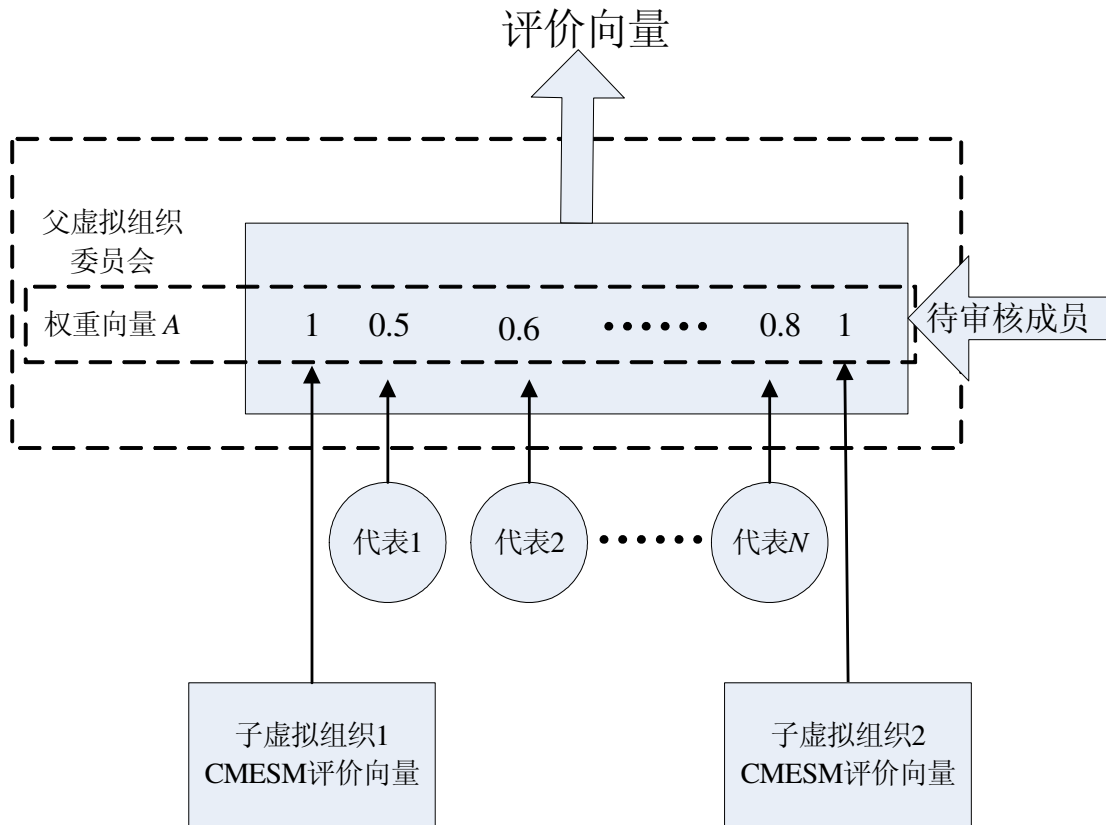 评价向量
父虚拟组织
委员会
权重向量 A 1 0.5 0.6 …… 0.8 1
待审核成员
代表1 代表2 …… 代表N
子虚拟组织1
CMESM评价向量
子虚拟组织2
CMESM评价向量